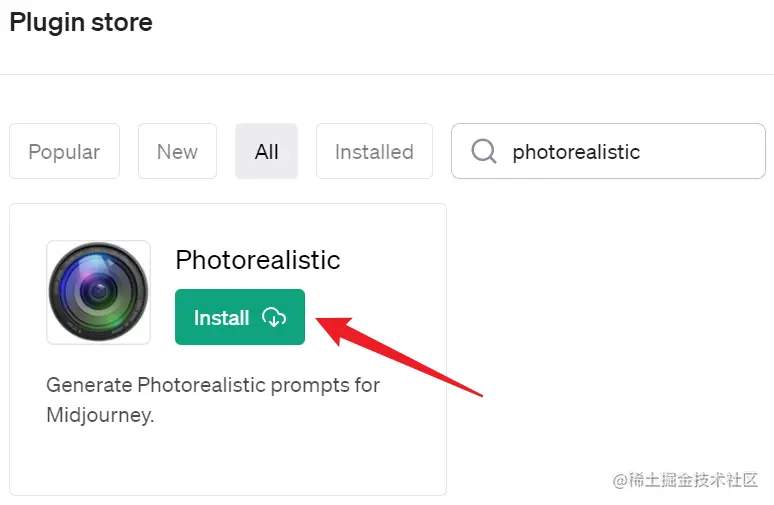 Plugin store
Popular
New
All
Installed
photorealistic
Photorealistic
Install
Generate Photorealistic prompts for
Midjourney.
@稀土掘金技术社区